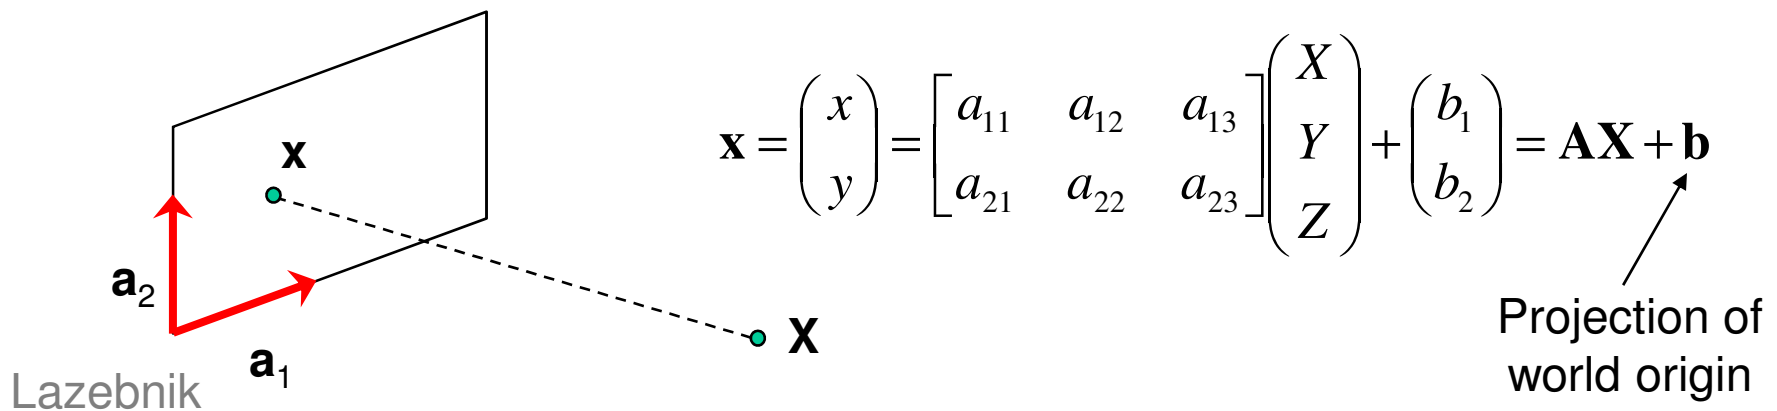 x
a₂
a₁
X
Lazebnik
x = (x y) = [a₁₁ a₁₂ a₁₃ a₂₁ a₂₂ a₂₃] (X Y Z) + (b₁ b₂) = AX + b
Projection of
world origin